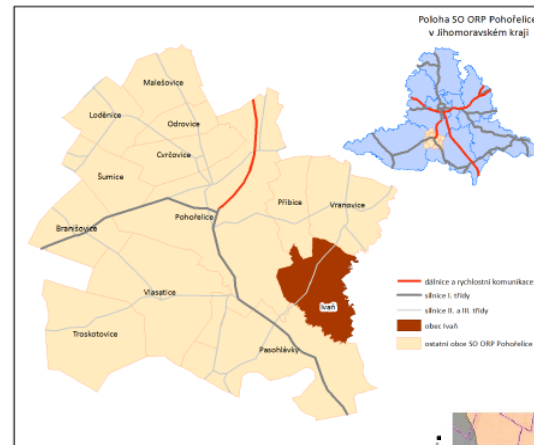 Poloha SO ORP Pohořelice
v Jihomoravském kraji
Malešovice
Loděnice
Odrovice
Cvrčovice
Šumice
Přibice
Vranovice
Pohořelice
Branišovice
Vlasatice
Ivaň
Troskotovice
Pasohlávky
dálnice a rychlostní komunikace
silnice I. třídy
silnice II. a III. třídy
obec Ivaň
ostatní obce SO ORP Pohořelice